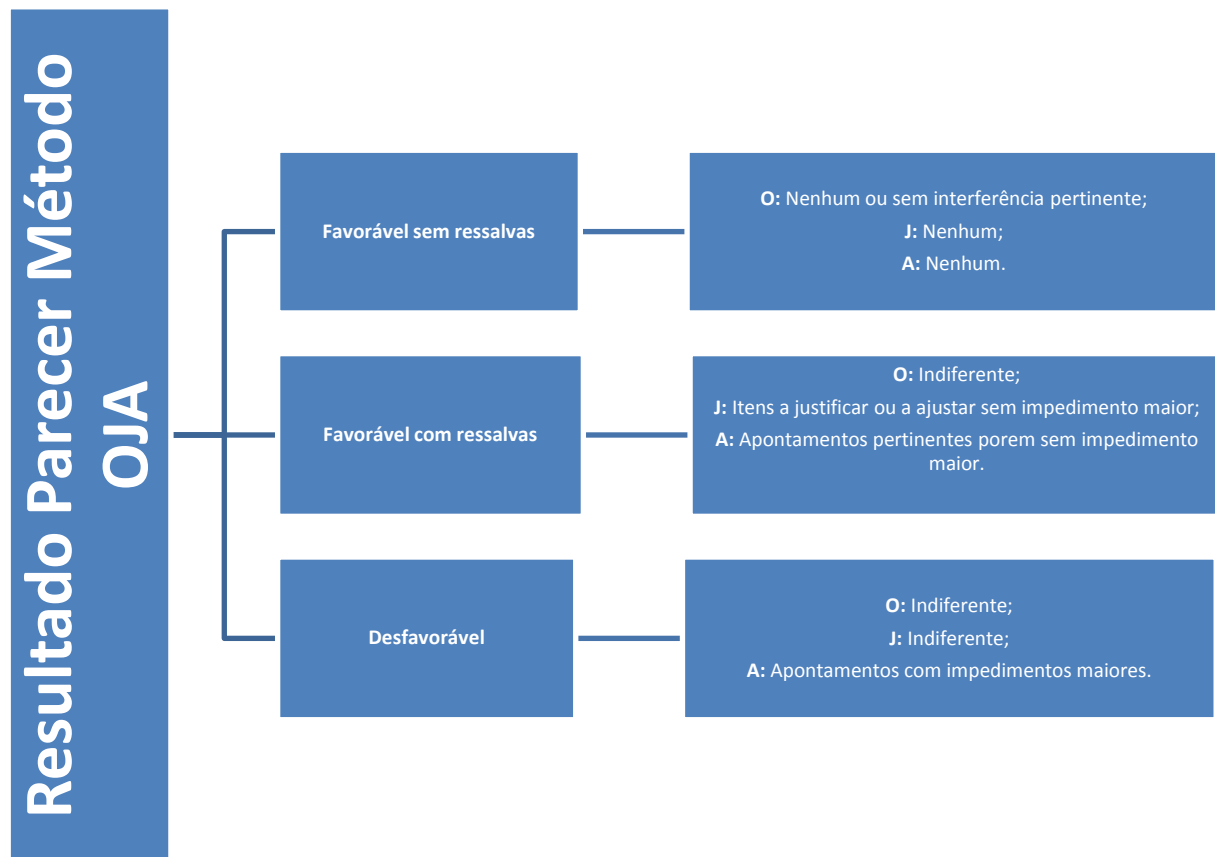 Resultado Parecer Método
OJA
Favorável sem ressalvas
O: Nenhum ou sem interferência pertinente;
J: Nenhum;
A: Nenhum.
Favorável com ressalvas
O: Indiferente;
J: Itens a justificar ou a ajustar sem impedimento maior;
A: Apontamentos pertinentes porem sem impedimento
maior.
Desfavorável
O: Indiferente;
J: Indiferente;
A: Apontamentos com impedimentos maiores.